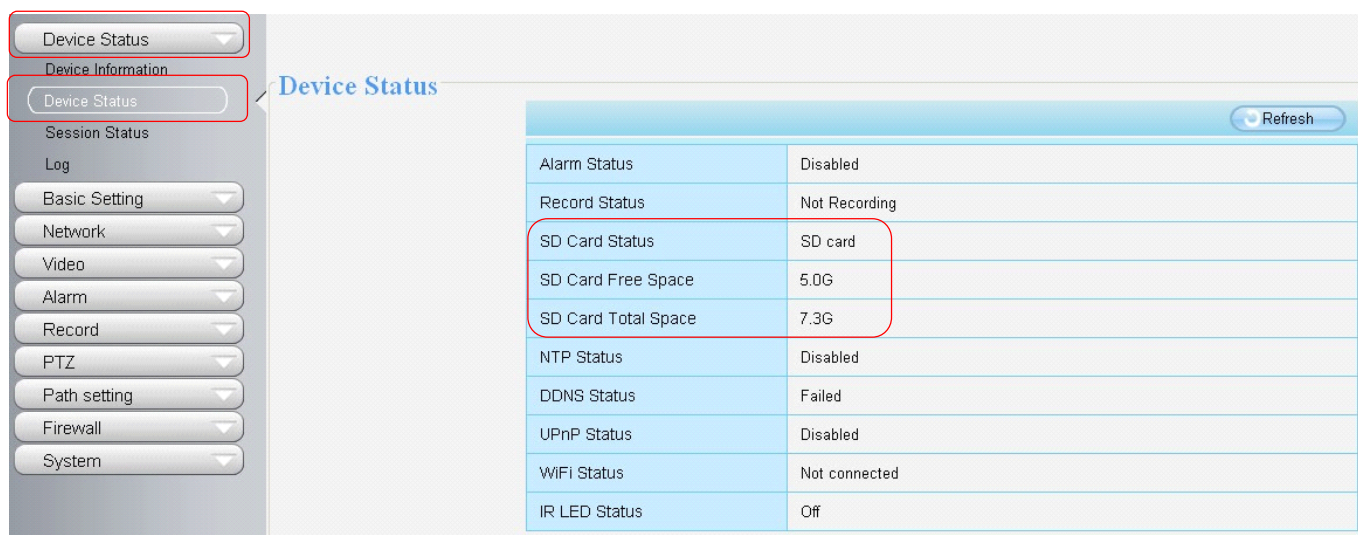 Device Status
Device Information
Device Status
Session Status
Log
Basic Setting
Network
Video
Alarm
Record
PTZ
Path setting
Firewall
System
Device Status
Refresh
Alarm Status Disabled
Record Status Not Recording
SD Card Status SD card
SD Card Free Space 5.0G
SD Card Total Space 7.3G
NTP Status Disabled
DDNS Status Failed
UPnP Status Disabled
WiFi Status Not connected
IR LED Status Off